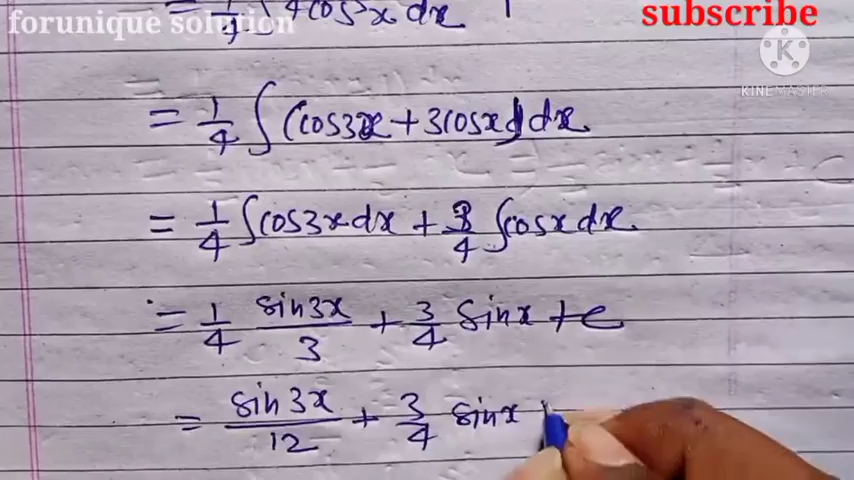 subscribe
forunique solution
= 1/4 ∫ 4cos³x dx
KINEMASTER
= 1/4 ∫ (cos3x + 3cosx) dx
= 1/4 ∫cos3x dx + 3/4 ∫cosx dx.
= 1/4 sin3x/3 + 3/4 sinx + c
= sin3x/12 + 3/4 sinx